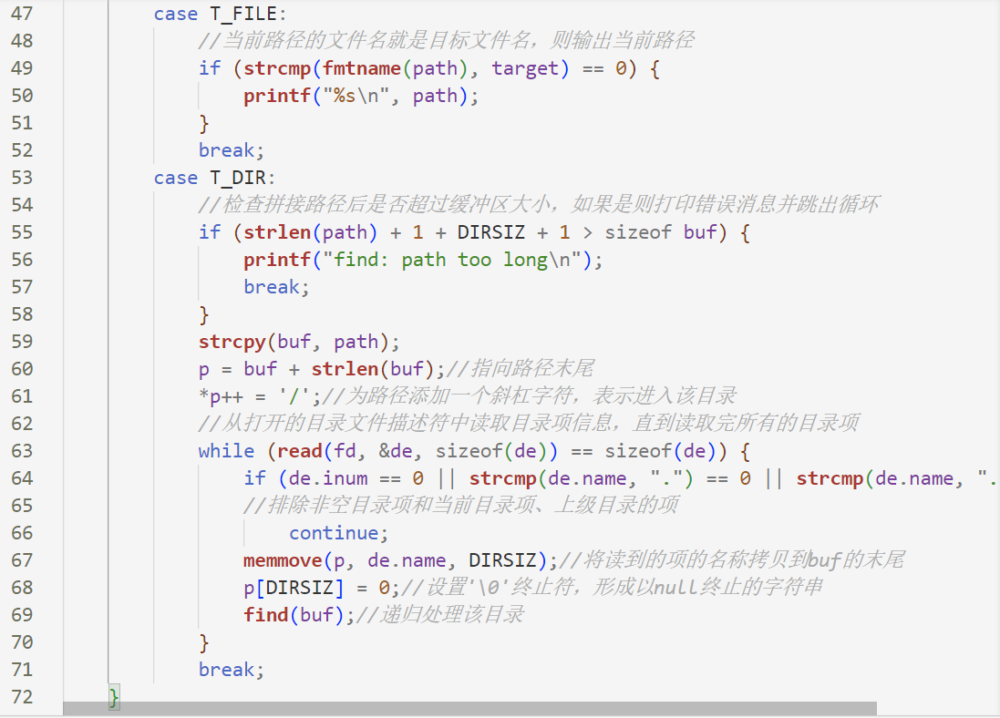 47 case T_FILE:
48 //当前路径的文件名就是目标文件名，则输出当前路径
49 if (strcmp(fmtname(path), target) == 0) {
50 printf("%s\n", path);
51 }
52 break;
53 case T_DIR:
54 //检查拼接路径后是否超过缓冲区大小，如果是则打印错误消息并跳出循环
55 if (strlen(path) + 1 + DIRSIZ + 1 > sizeof buf) {
56 printf("find: path too long\n");
57 break;
58 }
59 strcpy(buf, path);
60 p = buf + strlen(buf);//指向路径末尾
61 *p++ = '/';//为路径添加一个斜杠字符，表示进入该目录
62 //从打开的目录文件描述符中读取目录项信息，直到读取完所有的目录项
63 while (read(fd, &de, sizeof(de)) == sizeof(de)) {
64 if (de.inum == 0 || strcmp(de.name, ".") == 0 || strcmp(de.name, ".
65 //排除非空目录项和当前目录项、上级目录的项
66 continue;
67 memmove(p, de.name, DIRSIZ);//将读到的项的名称拷贝到buf的末尾
68 p[DIRSIZ] = 0;//设置'\0'终止符，形成以null终止的字符串
69 find(buf);//递归处理该目录
70 }
71 break;
72 }